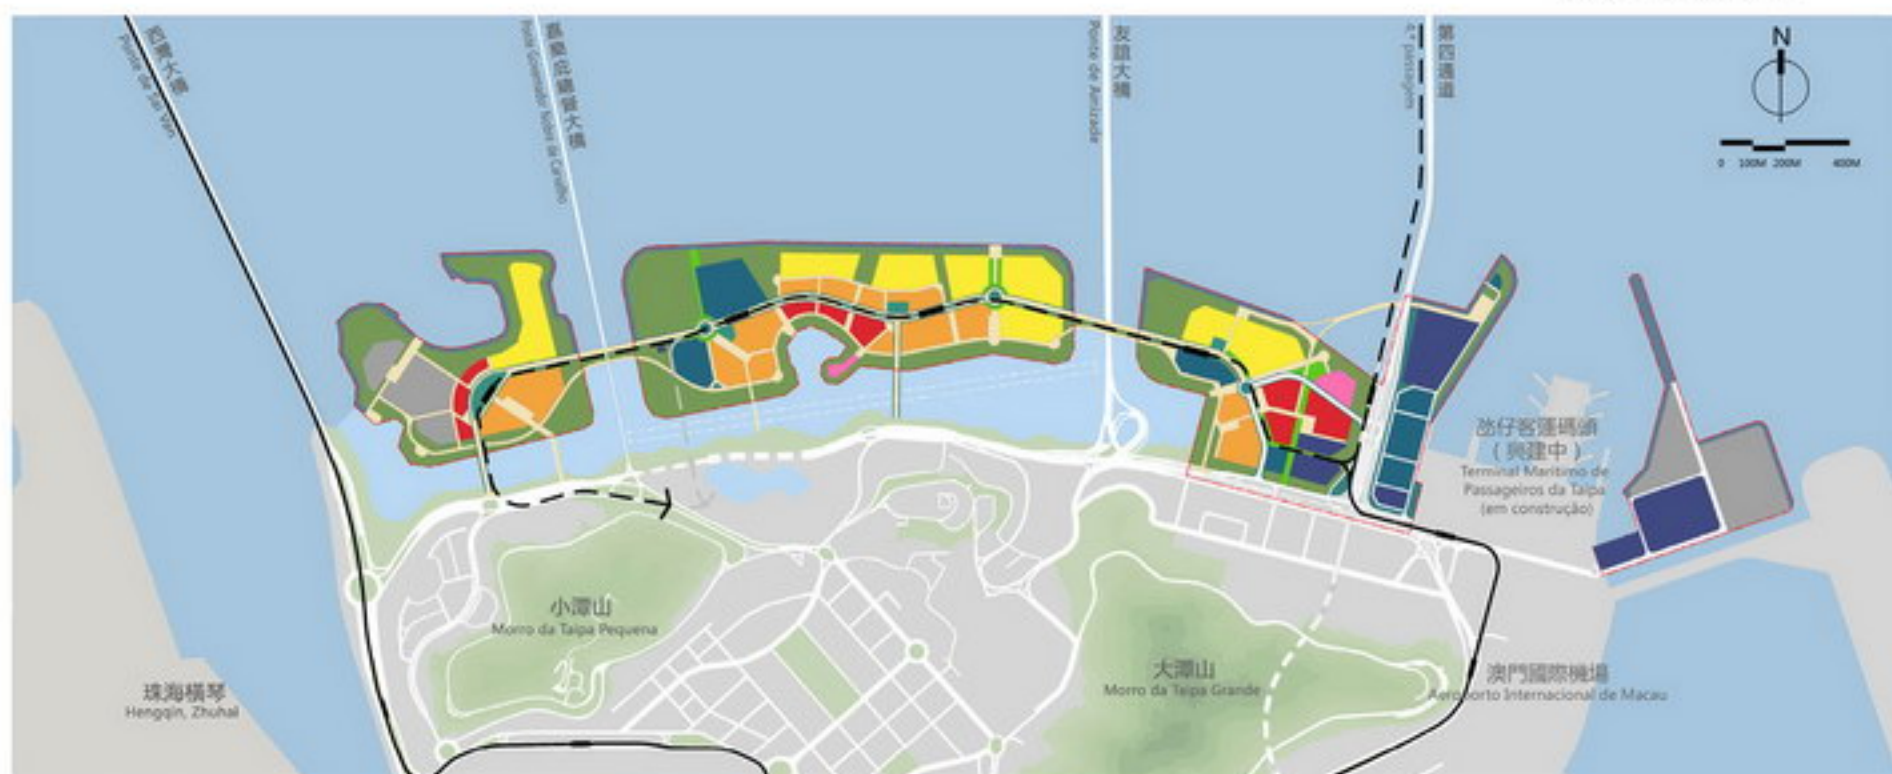 西灣大橋
Ponte de Sai Van
嘉樂庇總督大橋
Ponte Governador Nobre de Carvalho
友誼大橋
Ponte de Amizade
第四通道
4.ª passagem
N
0 100M 200M 400M
氹仔客運碼頭
（興建中）
Terminal Marítimo de
Passageiros da Taipa
(em construção)
小潭山
Morro da Taipa Pequena
大潭山
Morro da Taipa Grande
珠海橫琴
Hengqin, Zhuhai
澳門國際機場
Aeroporto Internacional de Macau